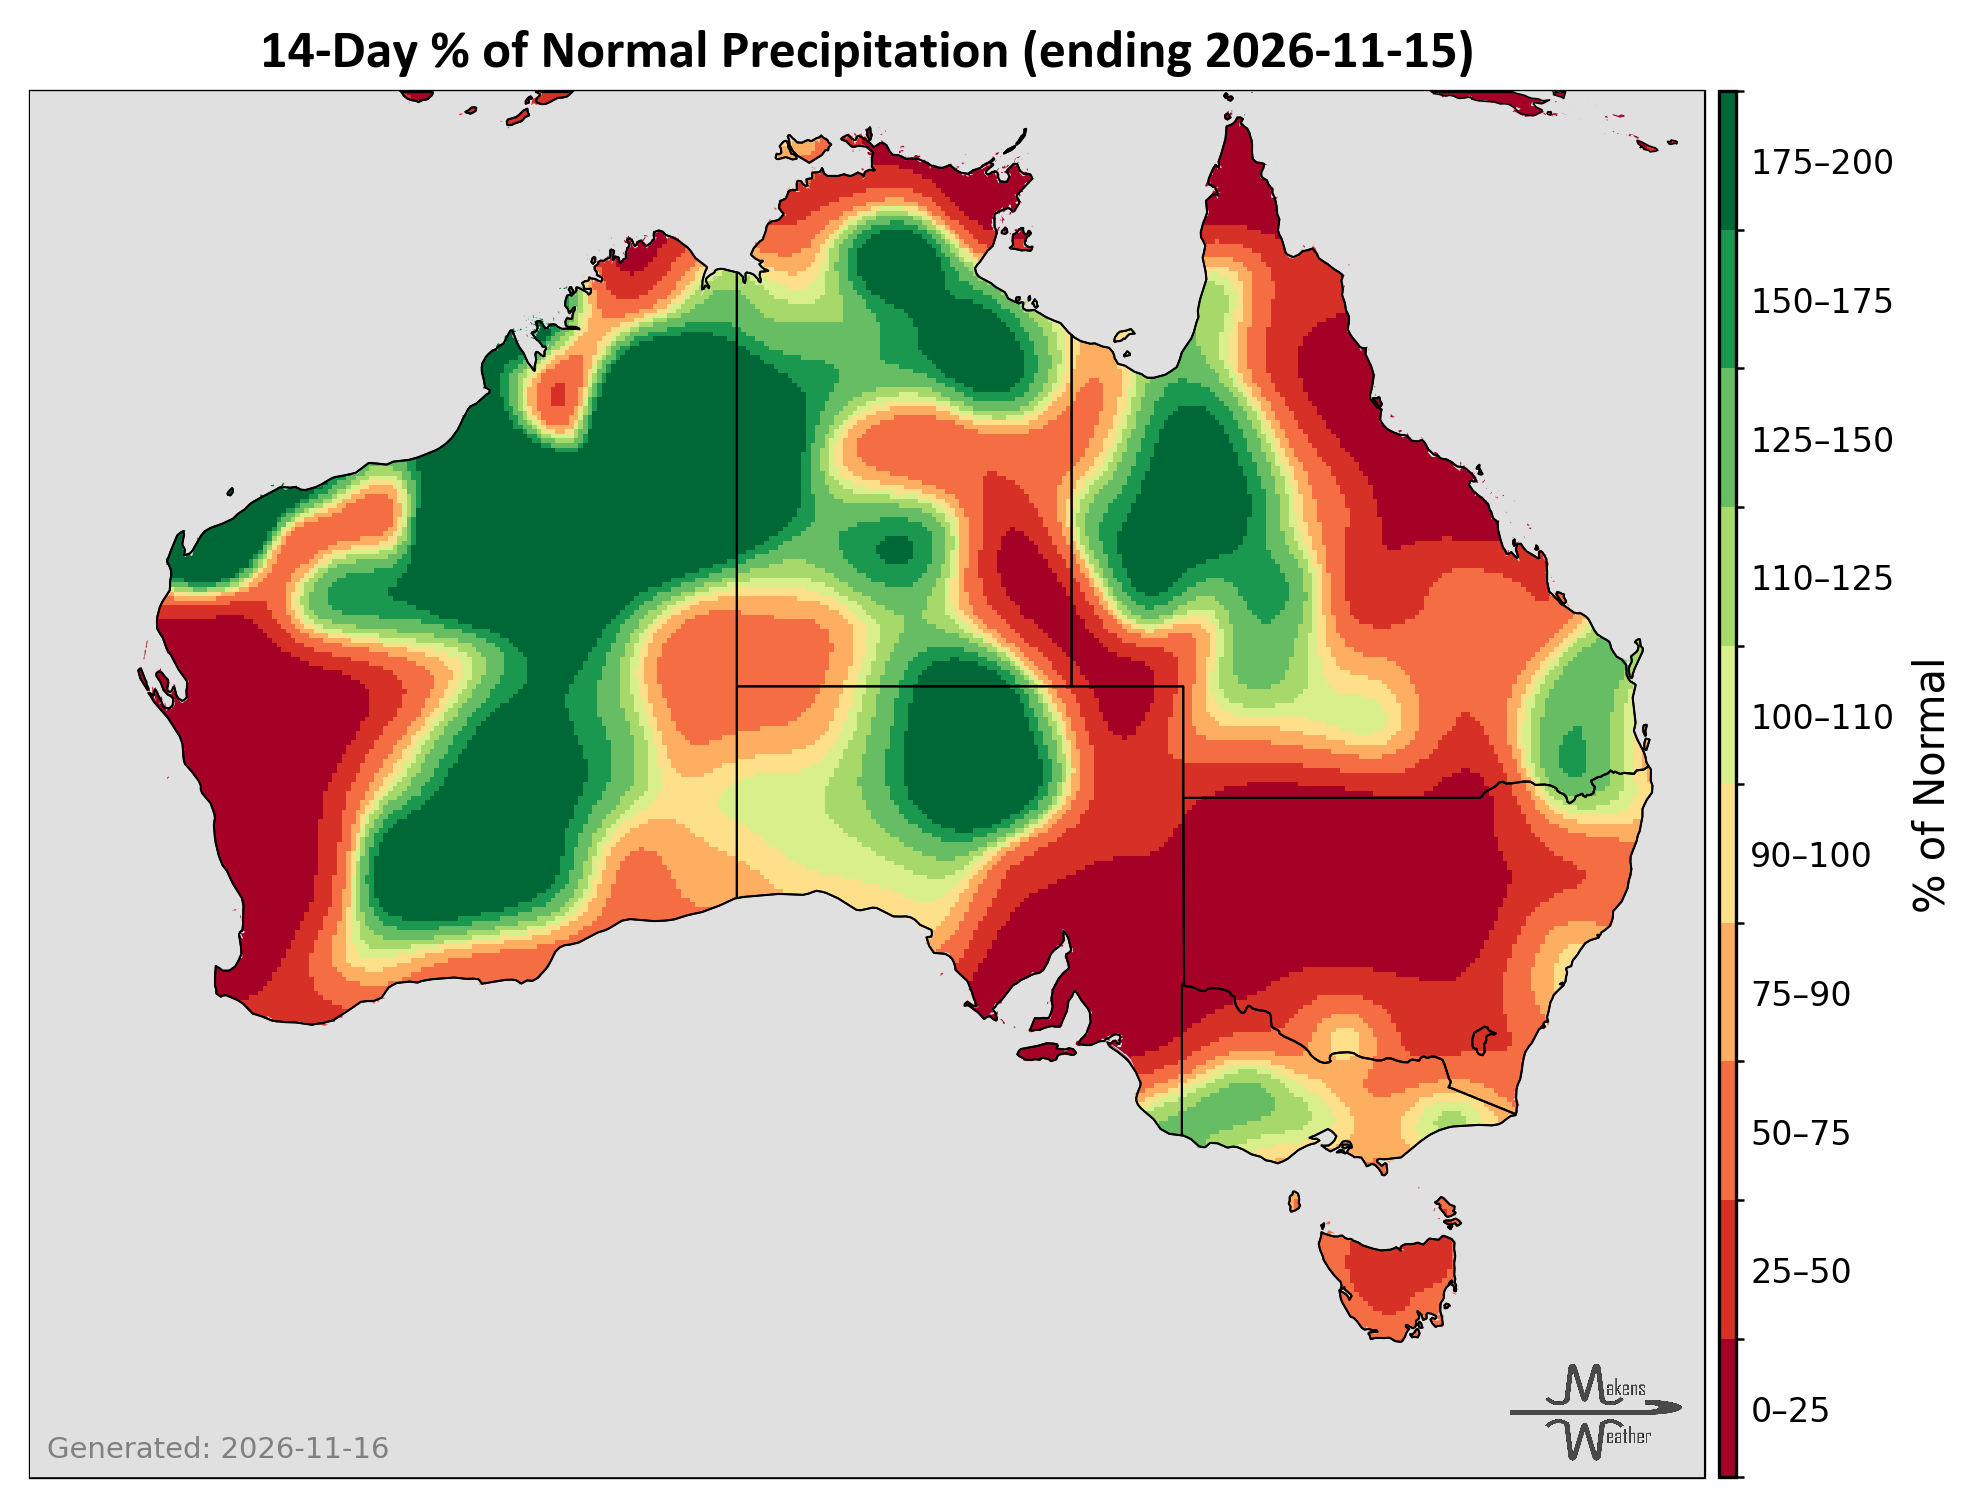 14-Day % of Normal Precipitation (ending 2026-11-15)
175–200
150–175
125–150
110–125
100–110
90–100
75–90
50–75
25–50
0–25
% of Normal
Makens
Weather
Generated: 2026-11-16